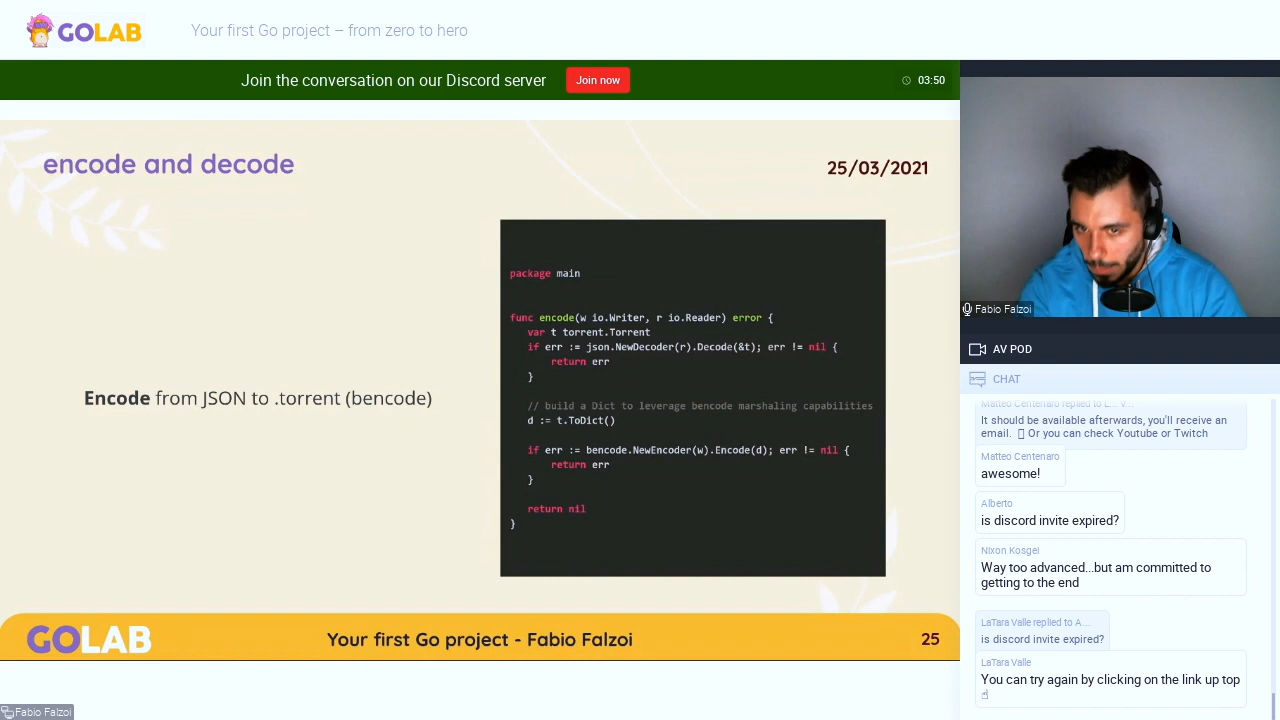 GOLAB
Your first Go project – from zero to hero
Join the conversation on our Discord server
Join now
03:50
encode and decode
25/03/2021
Encode from JSON to .torrent (bencode)
package main
func encode(w io.Writer, r io.Reader) error {
var t torrent.Torrent
if err := json.NewDecoder(r).Decode(&t); err != nil {
return err
}
// build a Dict to leverage bencode marshaling capabilities
d := t.ToDict()
if err := bencode.NewEncoder(w).Encode(d); err != nil {
return err
}
return nil
}
GOLAB
Your first Go project - Fabio Falzoi
25
Fabio Falzoi
Fabio Falzoi
AV POD
CHAT
Matteo Centenaro replied to L... V...
It should be available afterwards, you'll receive an
email. Or you can check Youtube or Twitch
Matteo Centenaro
awesome!
Alberto
is discord invite expired?
Nixon Kosgei
Way too advanced...but am committed to
getting to the end
LaTara Valle replied to A...
is discord invite expired?
LaTara Valle
You can try again by clicking on the link up top
☝